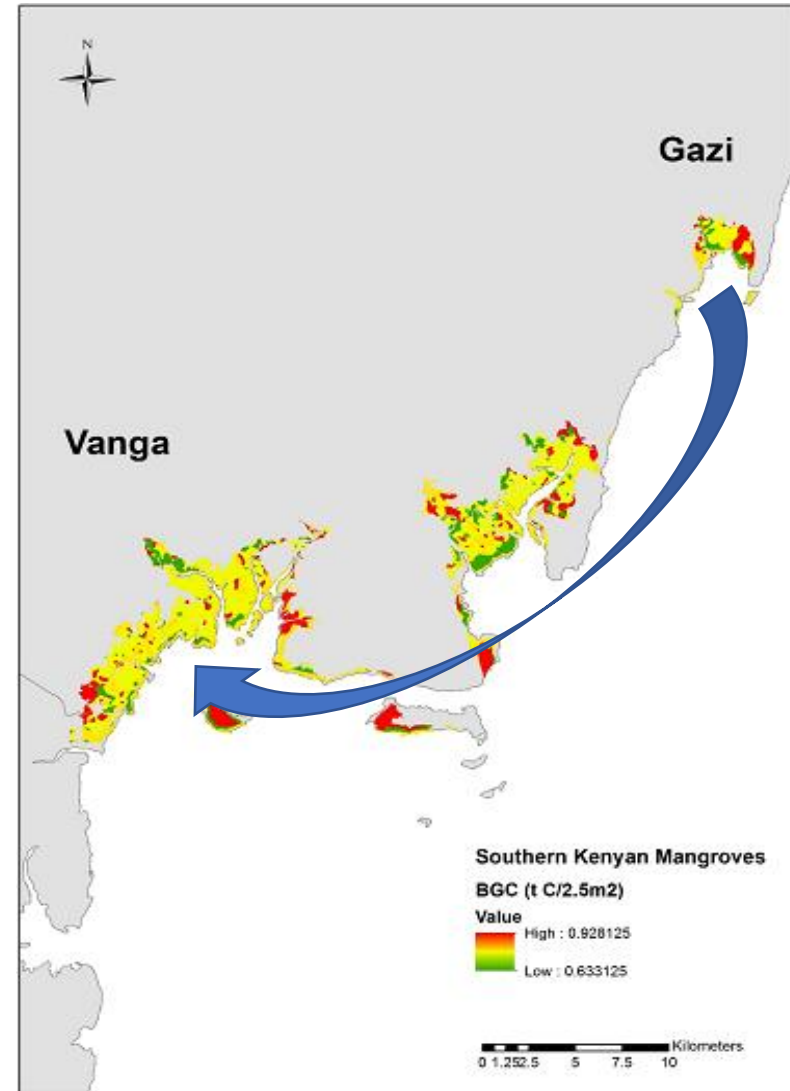 N
Gazi
Vanga
Southern Kenyan Mangroves
BGC (t C/2.5m2)
Value
High : 0.928125
Low : 0.633125
Kilometers
0 1.252.5 5 7.5 10